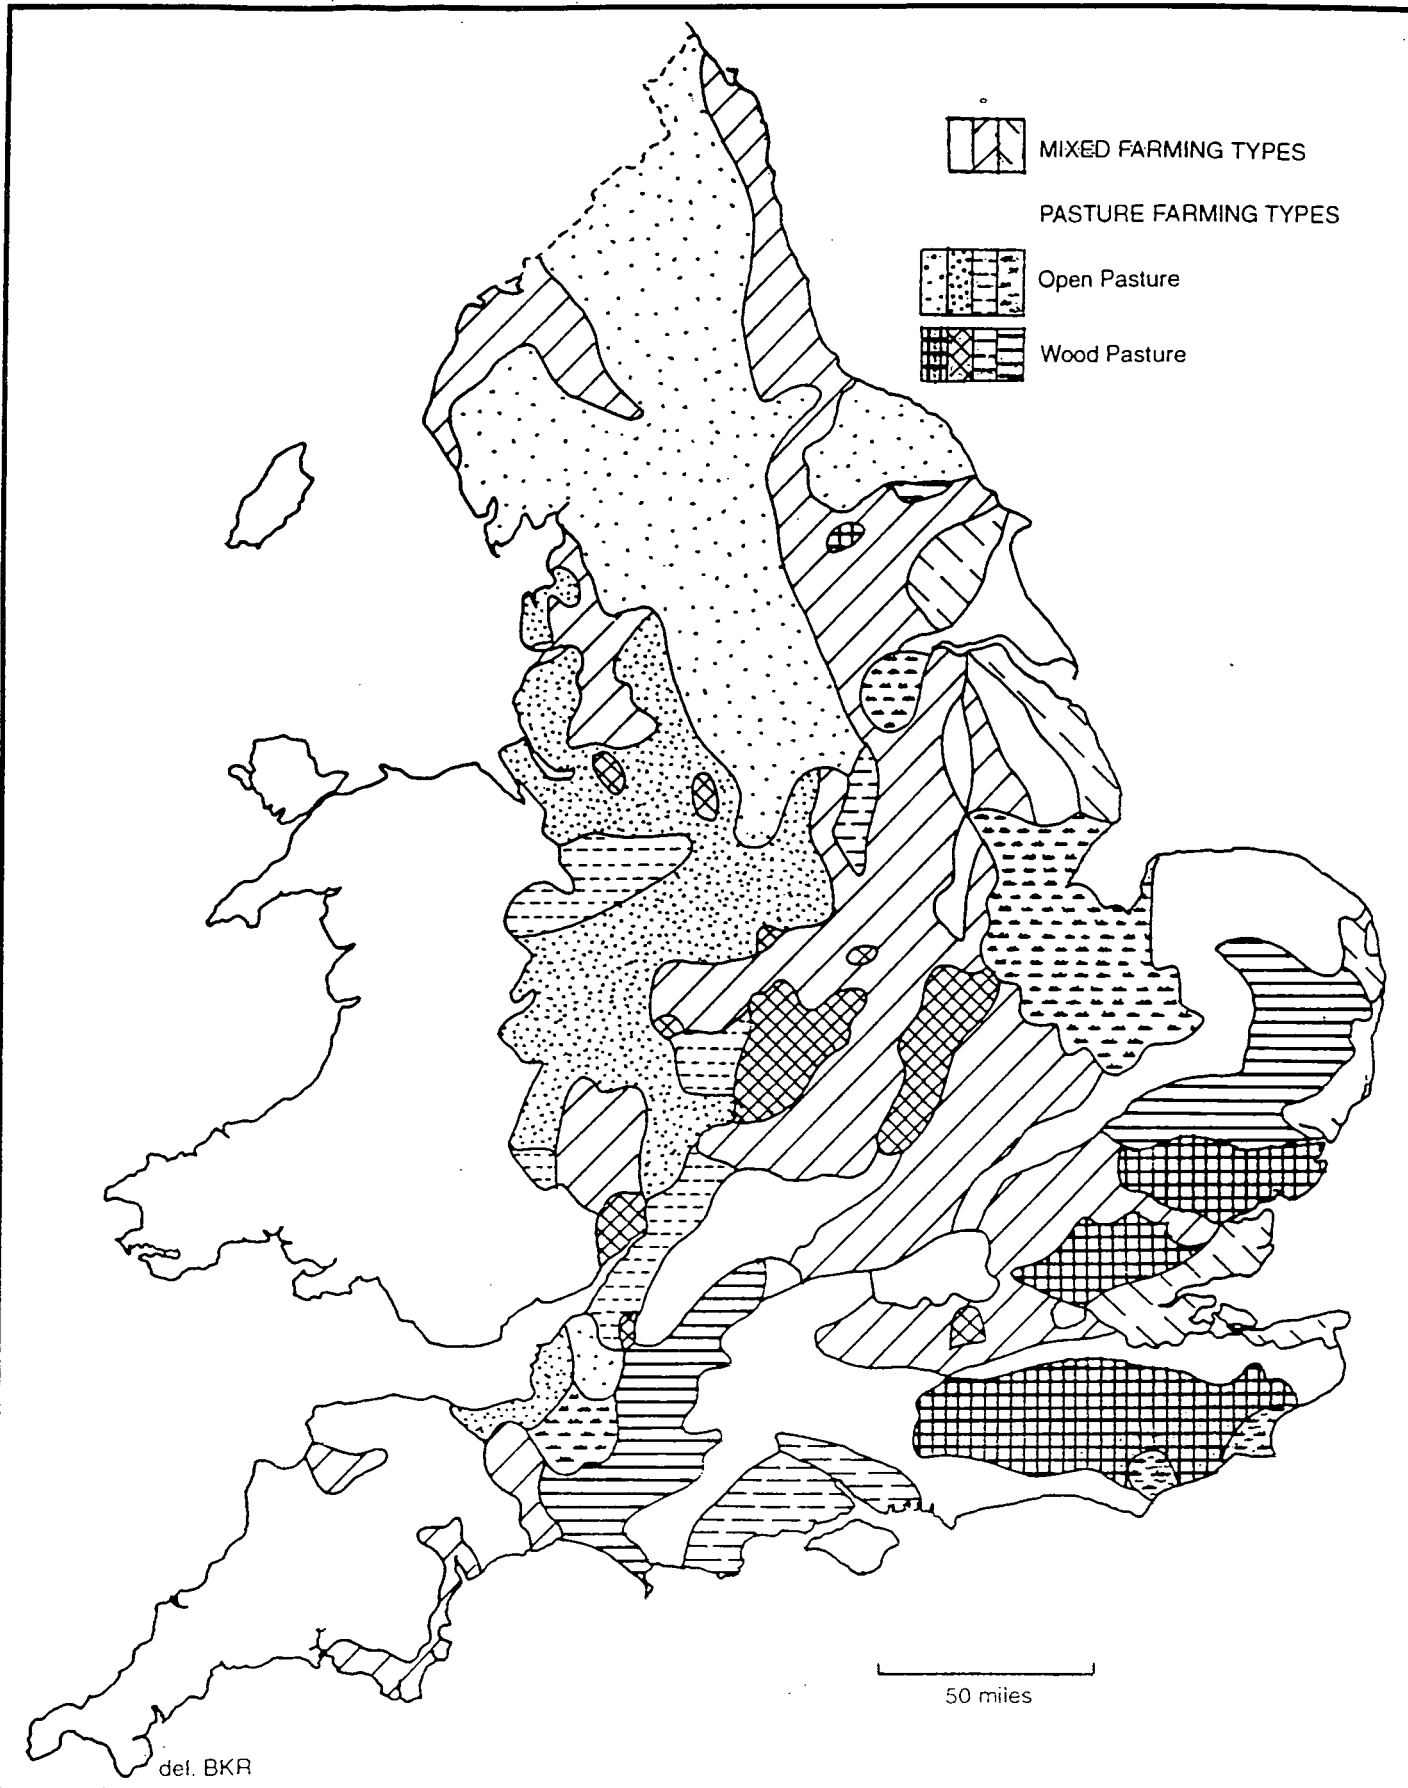 MIXED FARMING TYPES
PASTURE FARMING TYPES
Open Pasture
Wood Pasture
50 miles
del. BKR